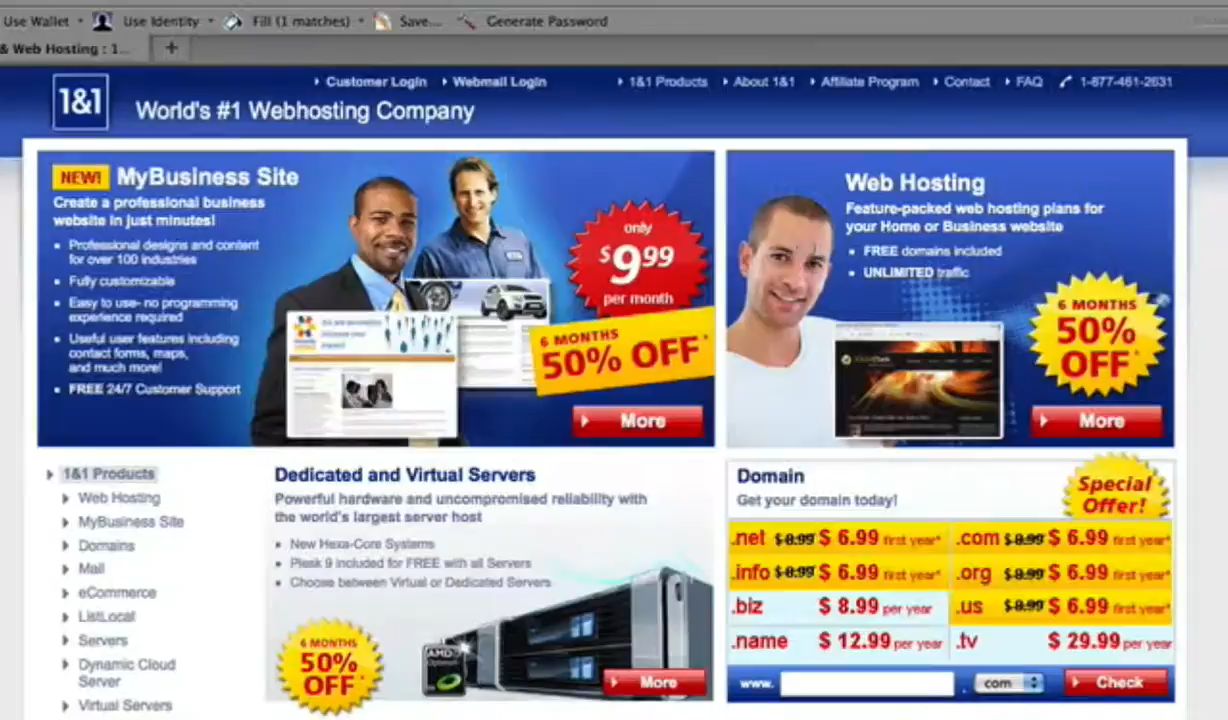 Use Wallet
Use Identity
Fill (1 matches)
Save...
Generate Password
& Web Hosting : 1...
+
Customer Login
Webmail Login
1&1 Products
About 1&1
Affiliate Program
Contact
FAQ
1-877-461-2631
1&1
World's #1 Webhosting Company
NEW! MyBusiness Site
Create a professional business
website in just minutes!
Professional designs and content
for over 100 industries
Fully customizable
Easy to use- no programming
experience required
Useful user features including
contact forms, maps,
and much more!
FREE 24/7 Customer Support
only
$9.99
per month
6 MONTHS
50% OFF*
More
Web Hosting
Feature-packed web hosting plans for
your Home or Business website
FREE domains included
UNLIMITED traffic
6 MONTHS
50%
OFF*
More
1&1 Products
Web Hosting
MyBusiness Site
Domains
Mail
eCommerce
ListLocal
Servers
Dynamic Cloud
Server
Virtual Servers
Dedicated and Virtual Servers
Powerful hardware and uncompromised reliability with
the world's largest server host
New Hexa-Core Systems
Plesk 9 included for FREE with all Servers
Choose between Virtual or Dedicated Servers
6 MONTHS
50%
OFF*
AMD
More
Domain
Get your domain today!
Special
Offer!
.net $8.99 $ 6.99 first year*
.com $8.99 $ 6.99 first year*
.info $8.99 $ 6.99 first year*
.org $8.99 $ 6.99 first year*
.biz $ 8.99 per year
.us $8.99 $ 6.99 first year*
.name $ 12.99 per year
.tv $ 29.99 per year
www.
. com
Check